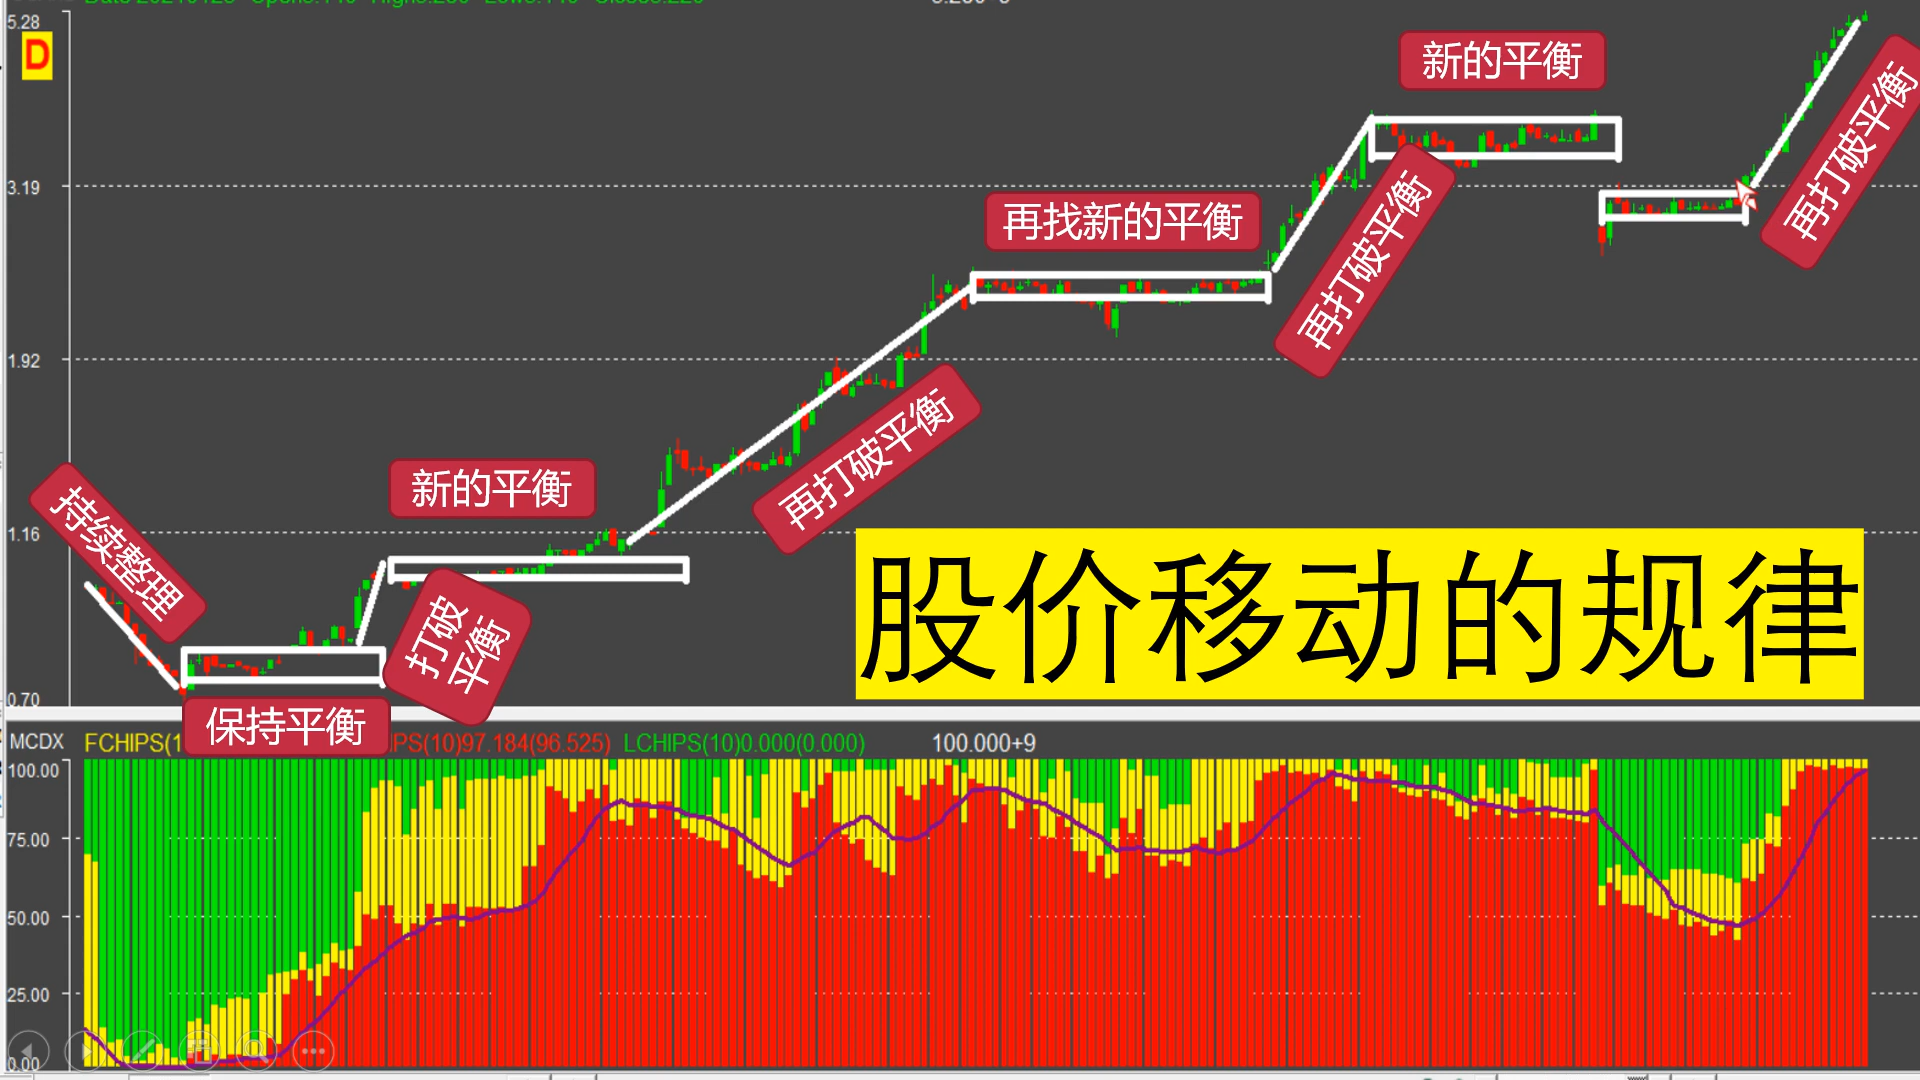 5.28
D
新的平衡
再打破平衡
3.19
再找新的平衡
再打破平衡
1.92
再打破平衡
新的平衡
持续整理
1.16
股价移动的规律
打破
平衡
0.70
保持平衡
MCDX FCHIPS(1 IPS(10)97.184(96.525) LCHIPS(10)0.000(0.000) 100.000+9
100.00
75.00
50.00
25.00
0.00